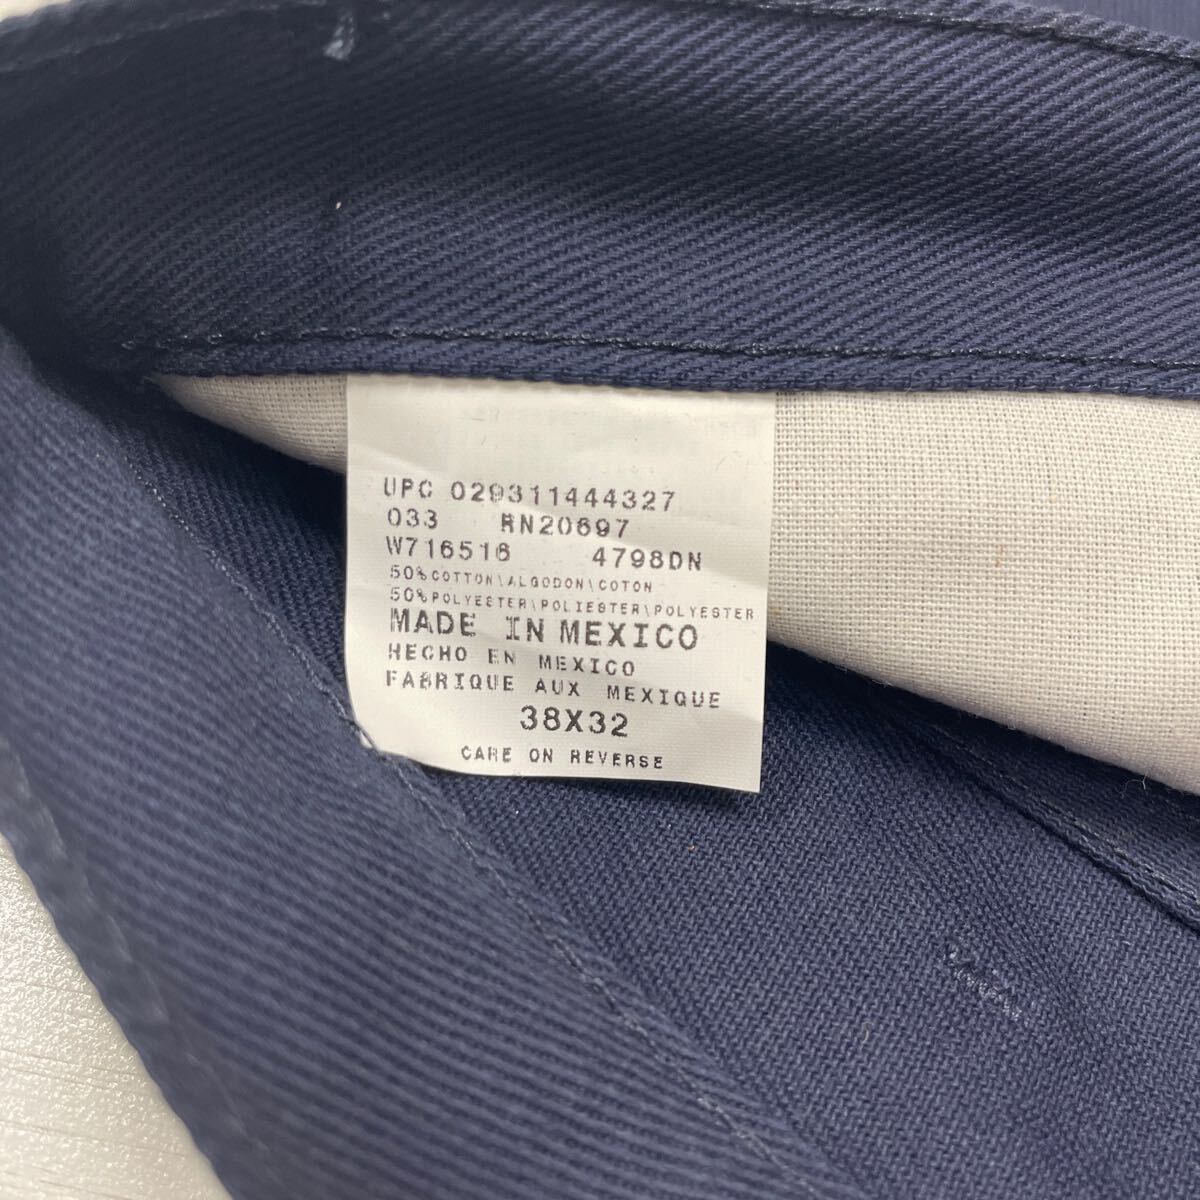 UPC 029311444327
033 RN20697
W716516 4798DN
50%COTTON\ALGODON\COTON
50%POLYESTER\POLIESTER\POLYESTER
MADE IN MEXICO
HECHO EN MEXICO
FABRIQUE AUX MEXIQUE
38X32
CARE ON REVERSE